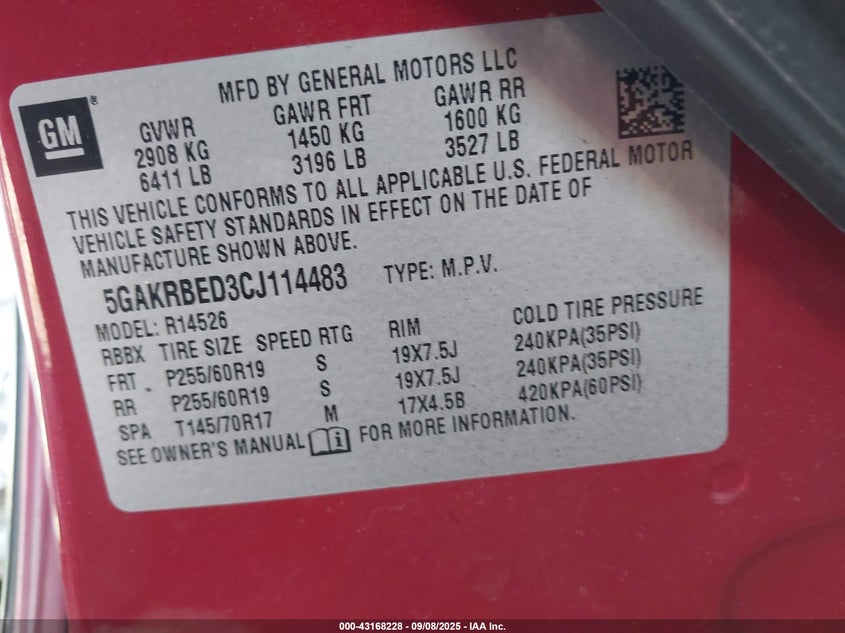 MFD BY GENERAL MOTORS LLC
GM ®
GVWR GAWR FRT GAWR RR
2908 KG 1450 KG 1600 KG
6411 LB 3196 LB 3527 LB
THIS VEHICLE CONFORMS TO ALL APPLICABLE U.S. FEDERAL MOTOR
VEHICLE SAFETY STANDARDS IN EFFECT ON THE DATE OF
MANUFACTURE SHOWN ABOVE.
5GAKRBED3CJ114483 TYPE: M.P.V.
MODEL: R14526
RBBX TIRE SIZE SPEED RTG RIM COLD TIRE PRESSURE
FRT P255/60R19 S 19X7.5J 240KPA(35PSI)
RR P255/60R19 S 19X7.5J 240KPA(35PSI)
SPA T145/70R17 M 17X4.5B 420KPA(60PSI)
SEE OWNER'S MANUAL FOR MORE INFORMATION.
000-43168228 - 09/08/2025 - IAA Inc.